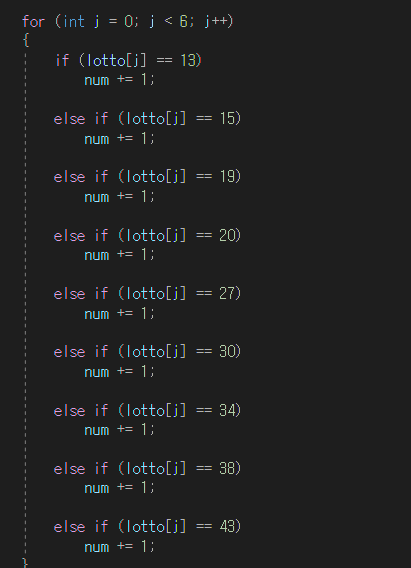 for (int j = 0; j < 6; j++)
{
if (lotto[j] == 13)
num += 1;
else if (lotto[j] == 15)
num += 1;
else if (lotto[j] == 19)
num += 1;
else if (lotto[j] == 20)
num += 1;
else if (lotto[j] == 27)
num += 1;
else if (lotto[j] == 30)
num += 1;
else if (lotto[j] == 34)
num += 1;
else if (lotto[j] == 38)
num += 1;
else if (lotto[j] == 43)
num += 1;
}